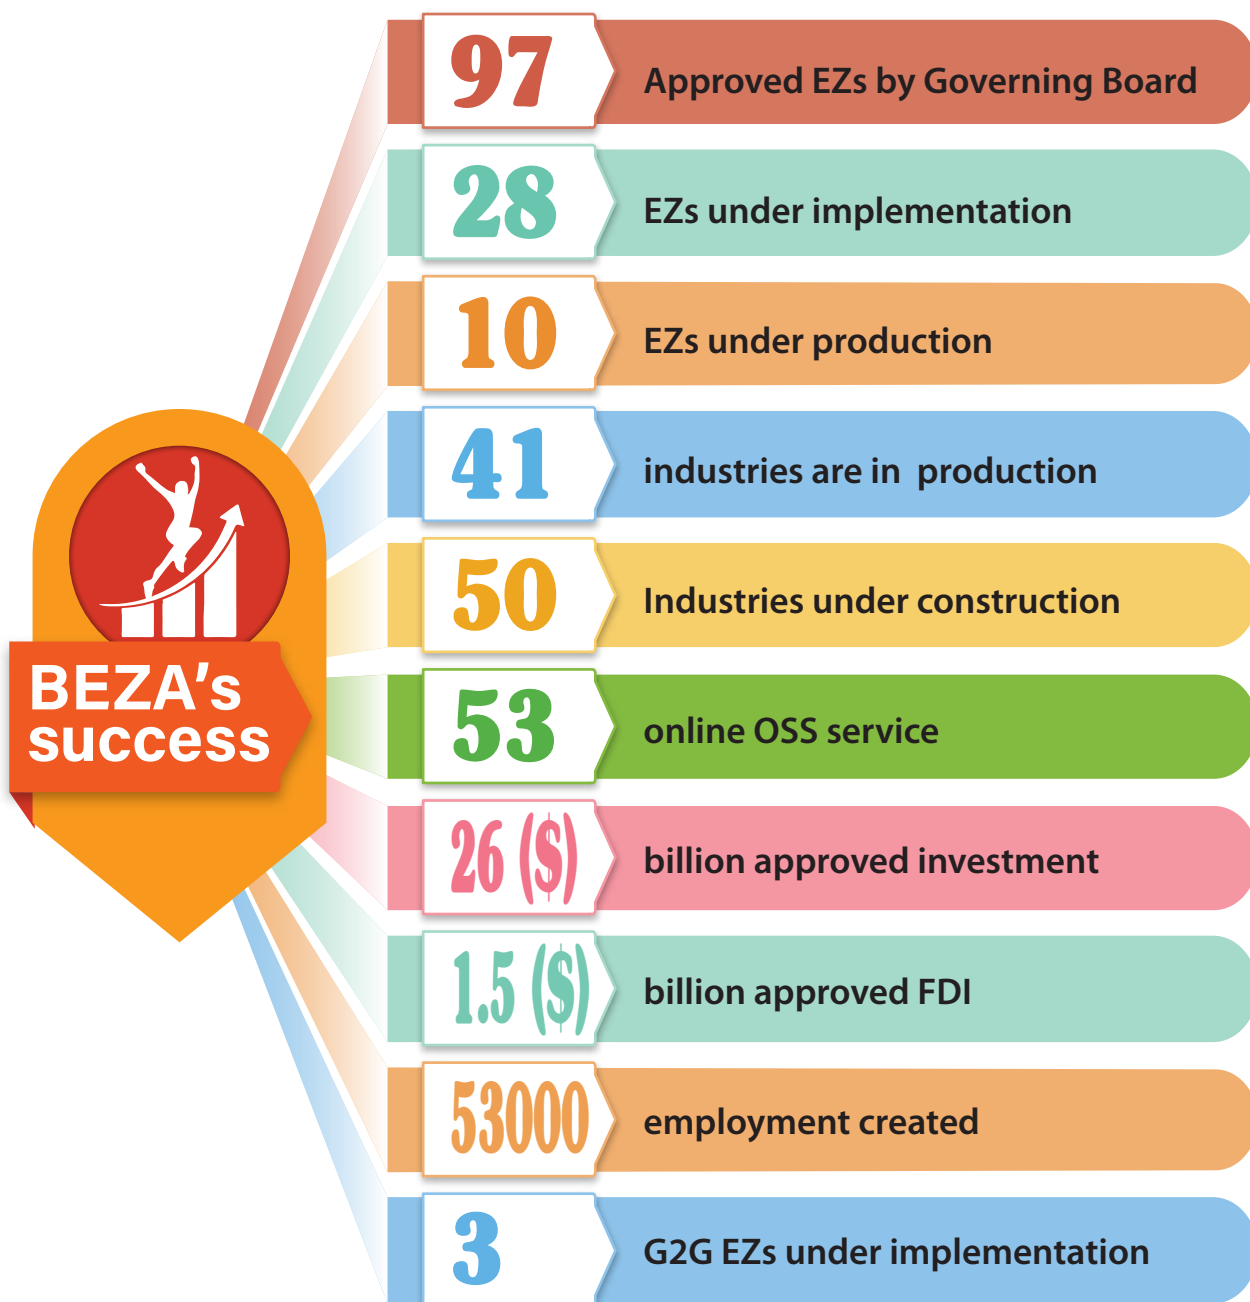 97
Approved EZs by Governing Board
28
EZs under implementation
10
EZs under production
41
industries are in  production
50
Industries under construction
BEZA's
success
53
online OSS service
26 ($)
billion approved investment
1.5 ($)
billion approved FDI
53000
employment created
3
G2G EZs under implementation